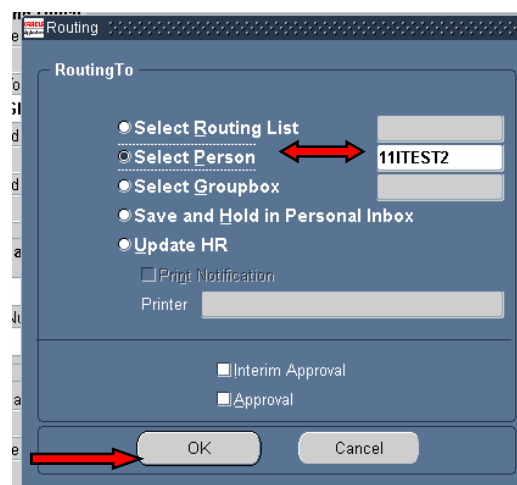 Routing
RoutingTo
Select Routing List
Select Person
11ITEST2
Select Groupbox
Save and Hold in Personal Inbox
Update HR
Print Notification
Printer
Interim Approval
Approval
OK
Cancel